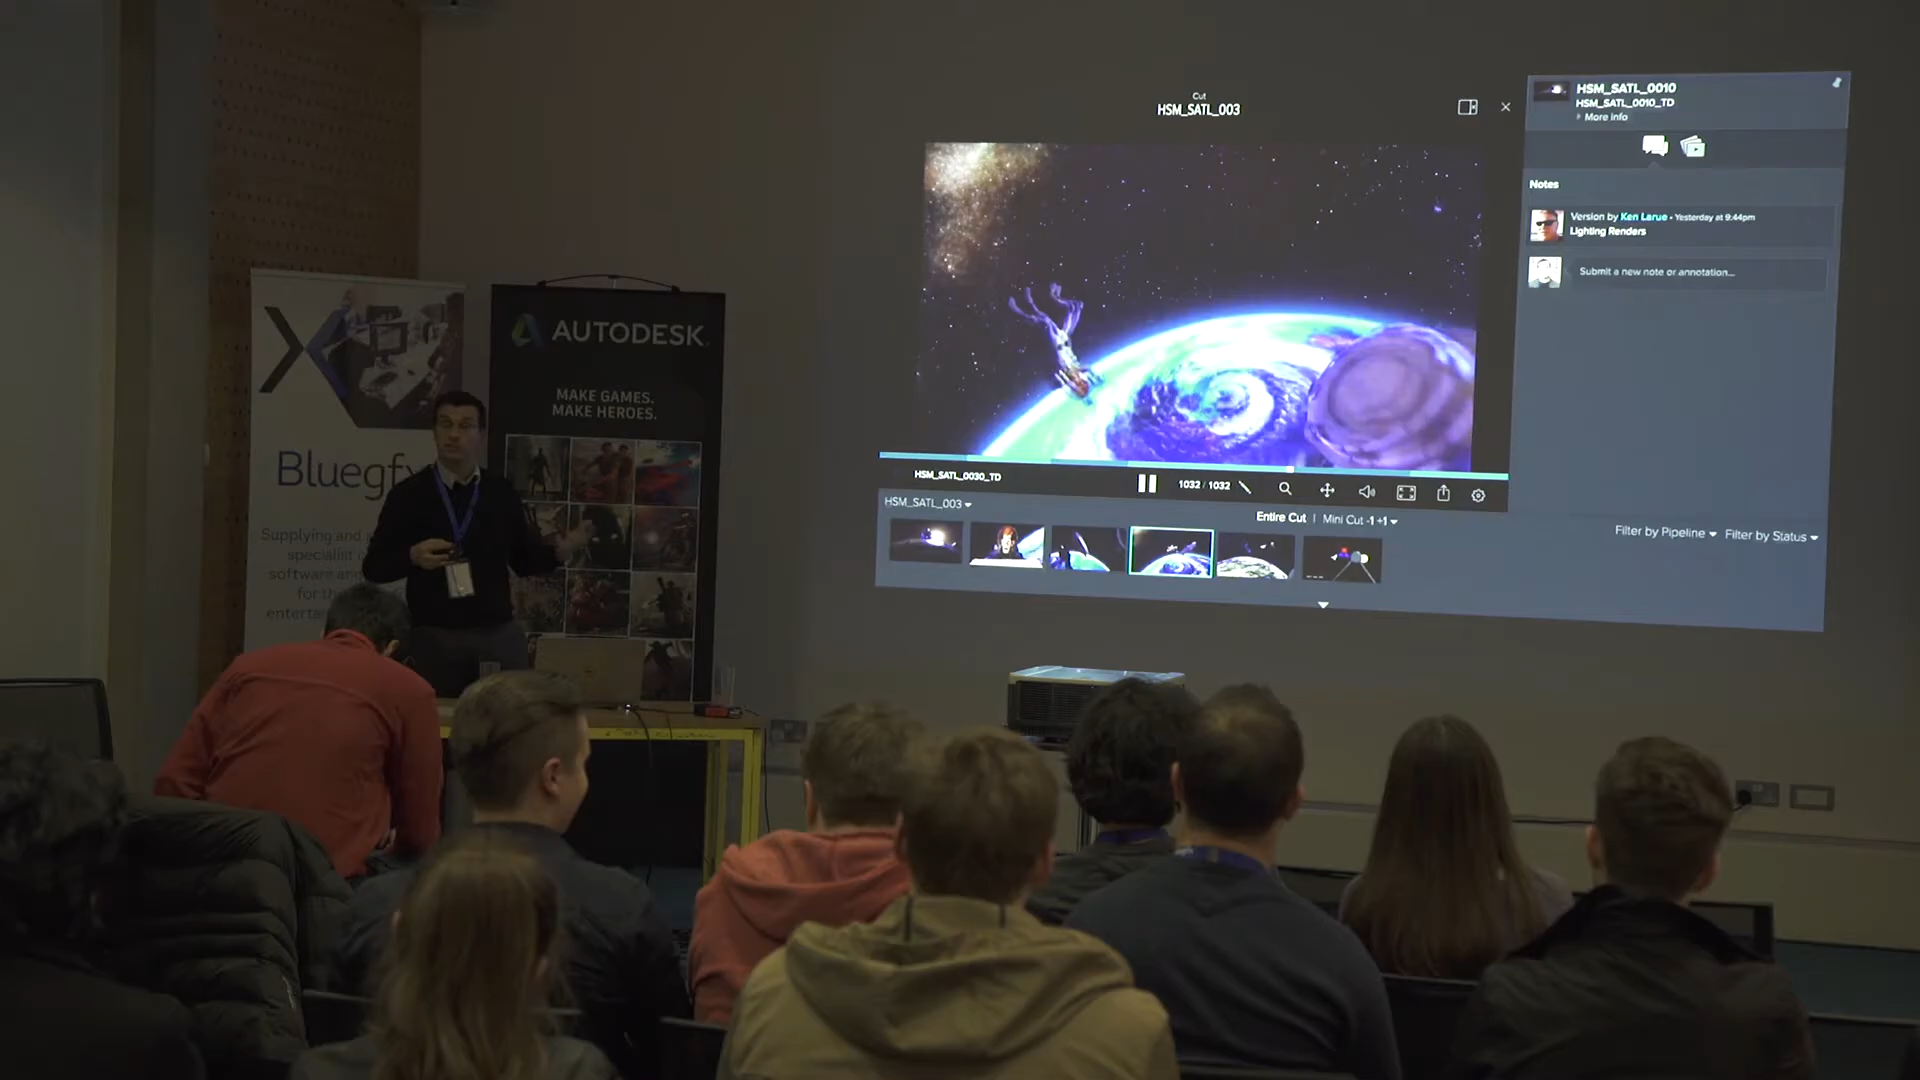 Bluegfx
Supplying and
specialist
software and
for the
enterta
AUTODESK
MAKE GAMES.
MAKE HEROES.
Cut
HSM_SATL_003
HSM_SATL_0030_TD
1032 / 1032
HSM_SATL_003
Entire Cut | Mini Cut -1 +1
HSM_SATL_0010
HSM_SATL_0010_TD
More info
Notes
Version by Ken Larue - Yesterday at 9:44pm
Lighting Renders
Submit a new note or annotation...
Filter by Pipeline Filter by Status